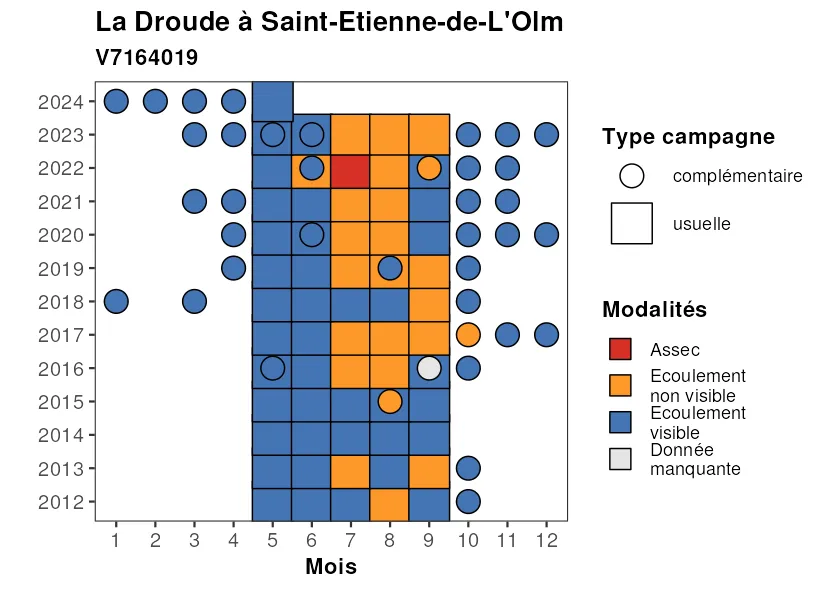 La Droude à Saint-Etienne-de-L'Olm
V7164019
2024
2023
2022
2021
2020
2019
2018
2017
2016
2015
2014
2013
2012
1 2 3 4 5 6 7 8 9 10 11 12
Mois
Type campagne
complémentaire
usuelle
Modalités
Assec
Ecoulement
non visible
Ecoulement
visible
Donnée
manquante